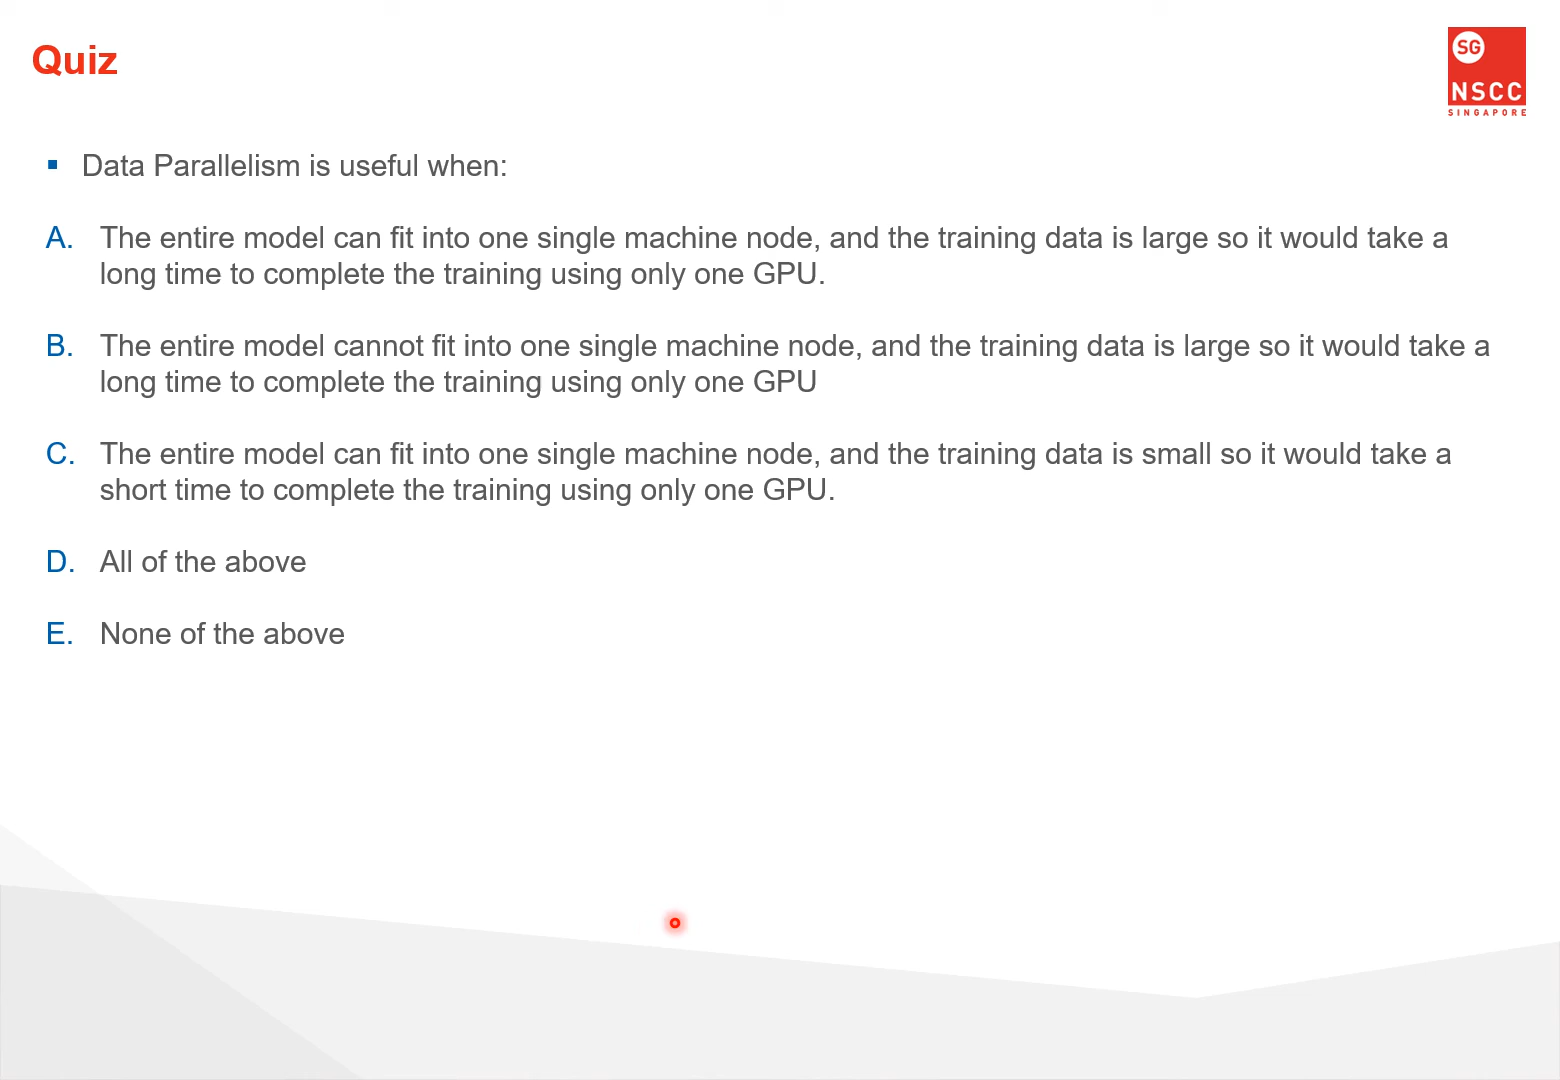 Quiz
SG
NSCC
SINGAPORE
▪ Data Parallelism is useful when:
A. The entire model can fit into one single machine node, and the training data is large so it would take a
long time to complete the training using only one GPU.
B. The entire model cannot fit into one single machine node, and the training data is large so it would take a
long time to complete the training using only one GPU
C. The entire model can fit into one single machine node, and the training data is small so it would take a
short time to complete the training using only one GPU.
D. All of the above
E. None of the above